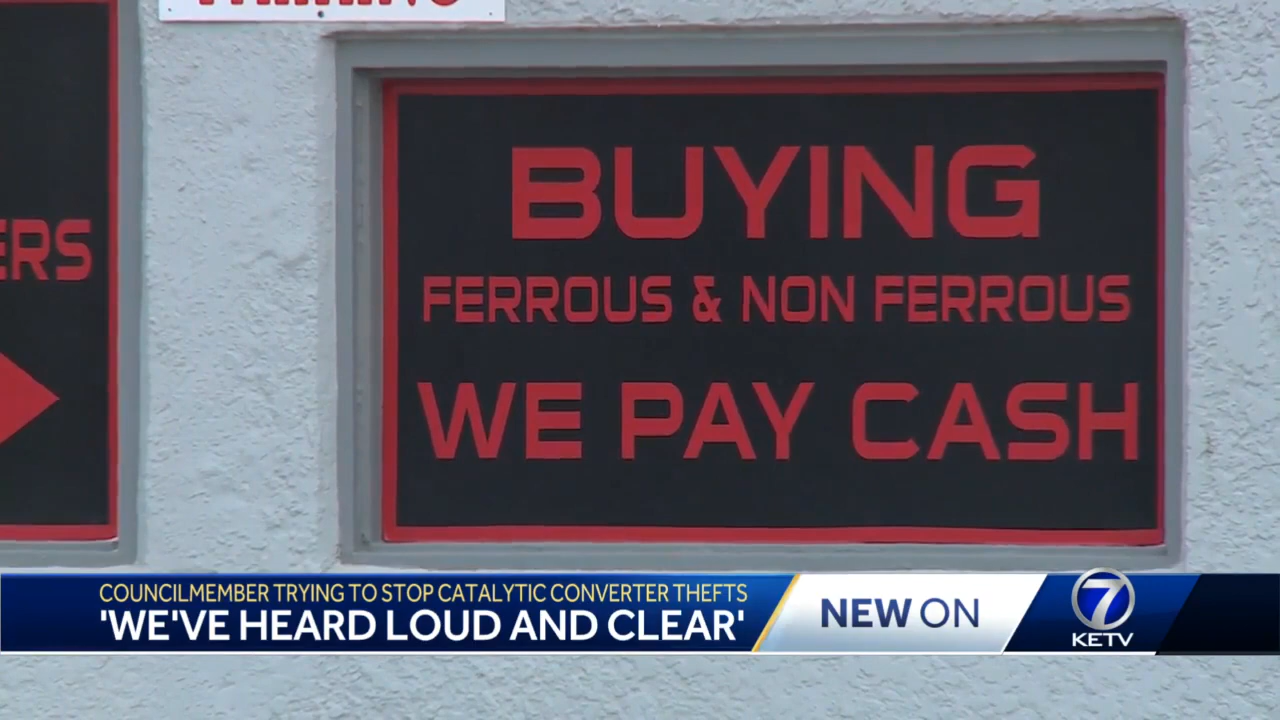 BUYING
FERROUS & NON FERROUS
WE PAY CASH
COUNCILMEMBER TRYING TO STOP CATALYTIC CONVERTER THEFTS
'WE'VE HEARD LOUD AND CLEAR'
NEW ON
7
KETV